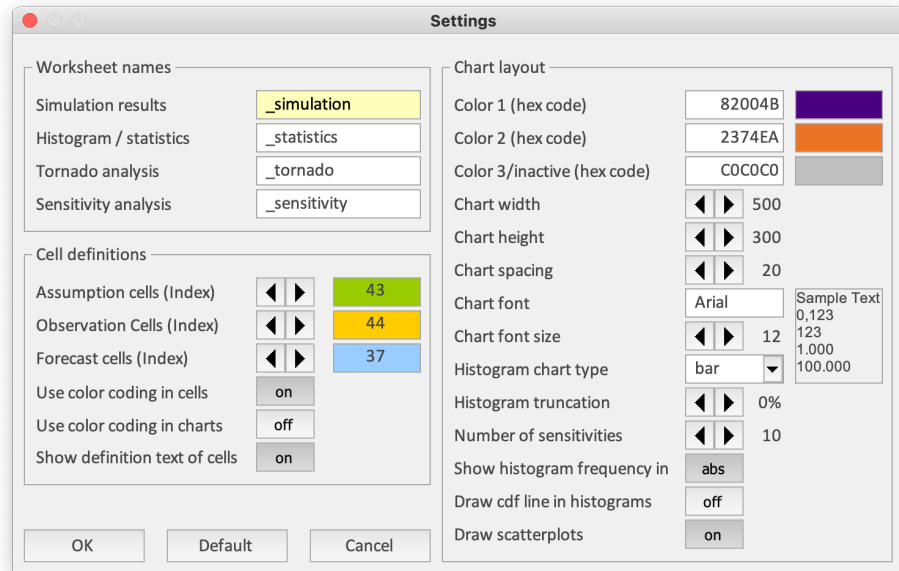 Settings
Worksheet names
Simulation results _simulation
Histogram / statistics _statistics
Tornado analysis _tornado
Sensitivity analysis _sensitivity
Cell definitions
Assumption cells (Index) 43
Observation Cells (Index) 44
Forecast cells (Index) 37
Use color coding in cells on
Use color coding in charts off
Show definition text of cells on
OK Default Cancel
Chart layout
Color 1 (hex code) 82004B
Color 2 (hex code) 2374EA
Color 3/inactive (hex code) C0C0C0
Chart width 500
Chart height 300
Chart spacing 20
Chart font Arial
Chart font size 12
Histogram chart type bar
Histogram truncation 0%
Number of sensitivities 10
Show histogram frequency in abs
Draw cdf line in histograms off
Draw scatterplots on
Sample Text
0,123
123
1.000
100.000